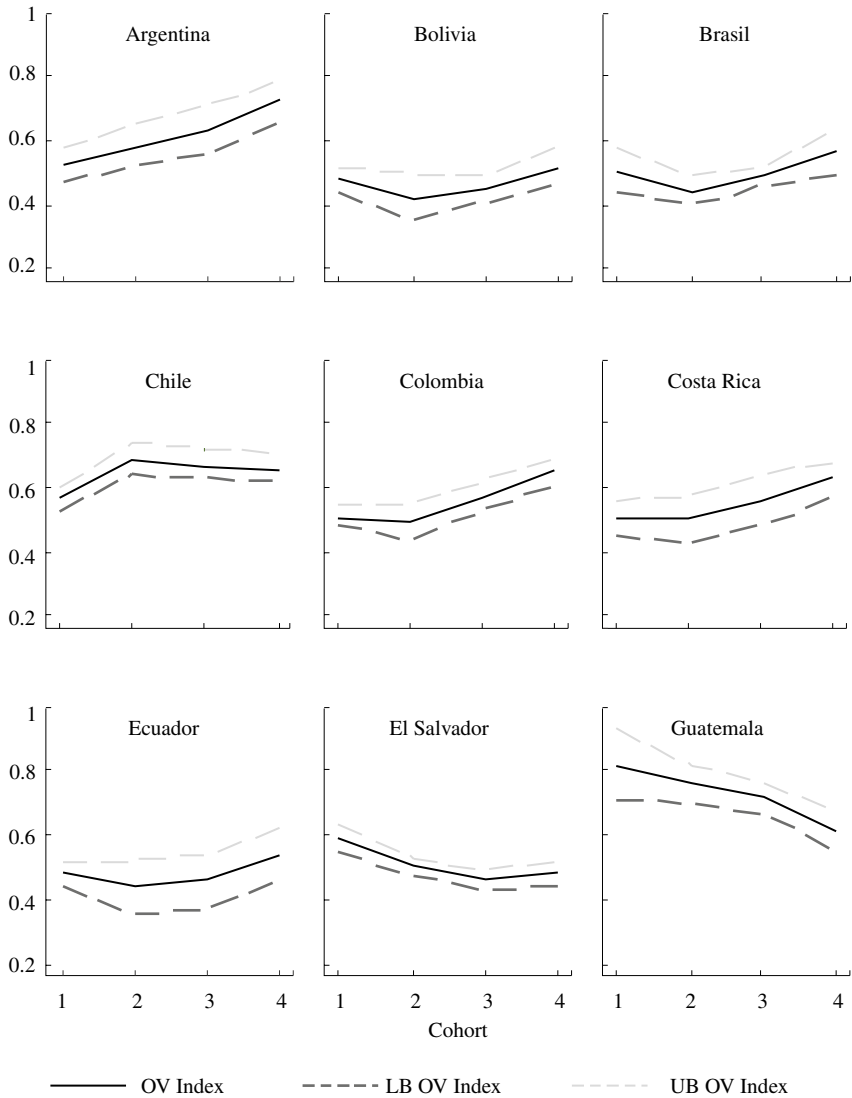 1
Argentina
Bolivia
Brasil
0.8
0.6
0.4
0.2
1
Chile
Colombia
Costa Rica
0.8
0.6
0.4
0.2
1
Ecuador
El Salvador
Guatemala
0.8
0.6
0.4
0.2
1 2 3 4 1 2 3 4 1 2 3 4
Cohort
OV Index LB OV Index UB OV Index